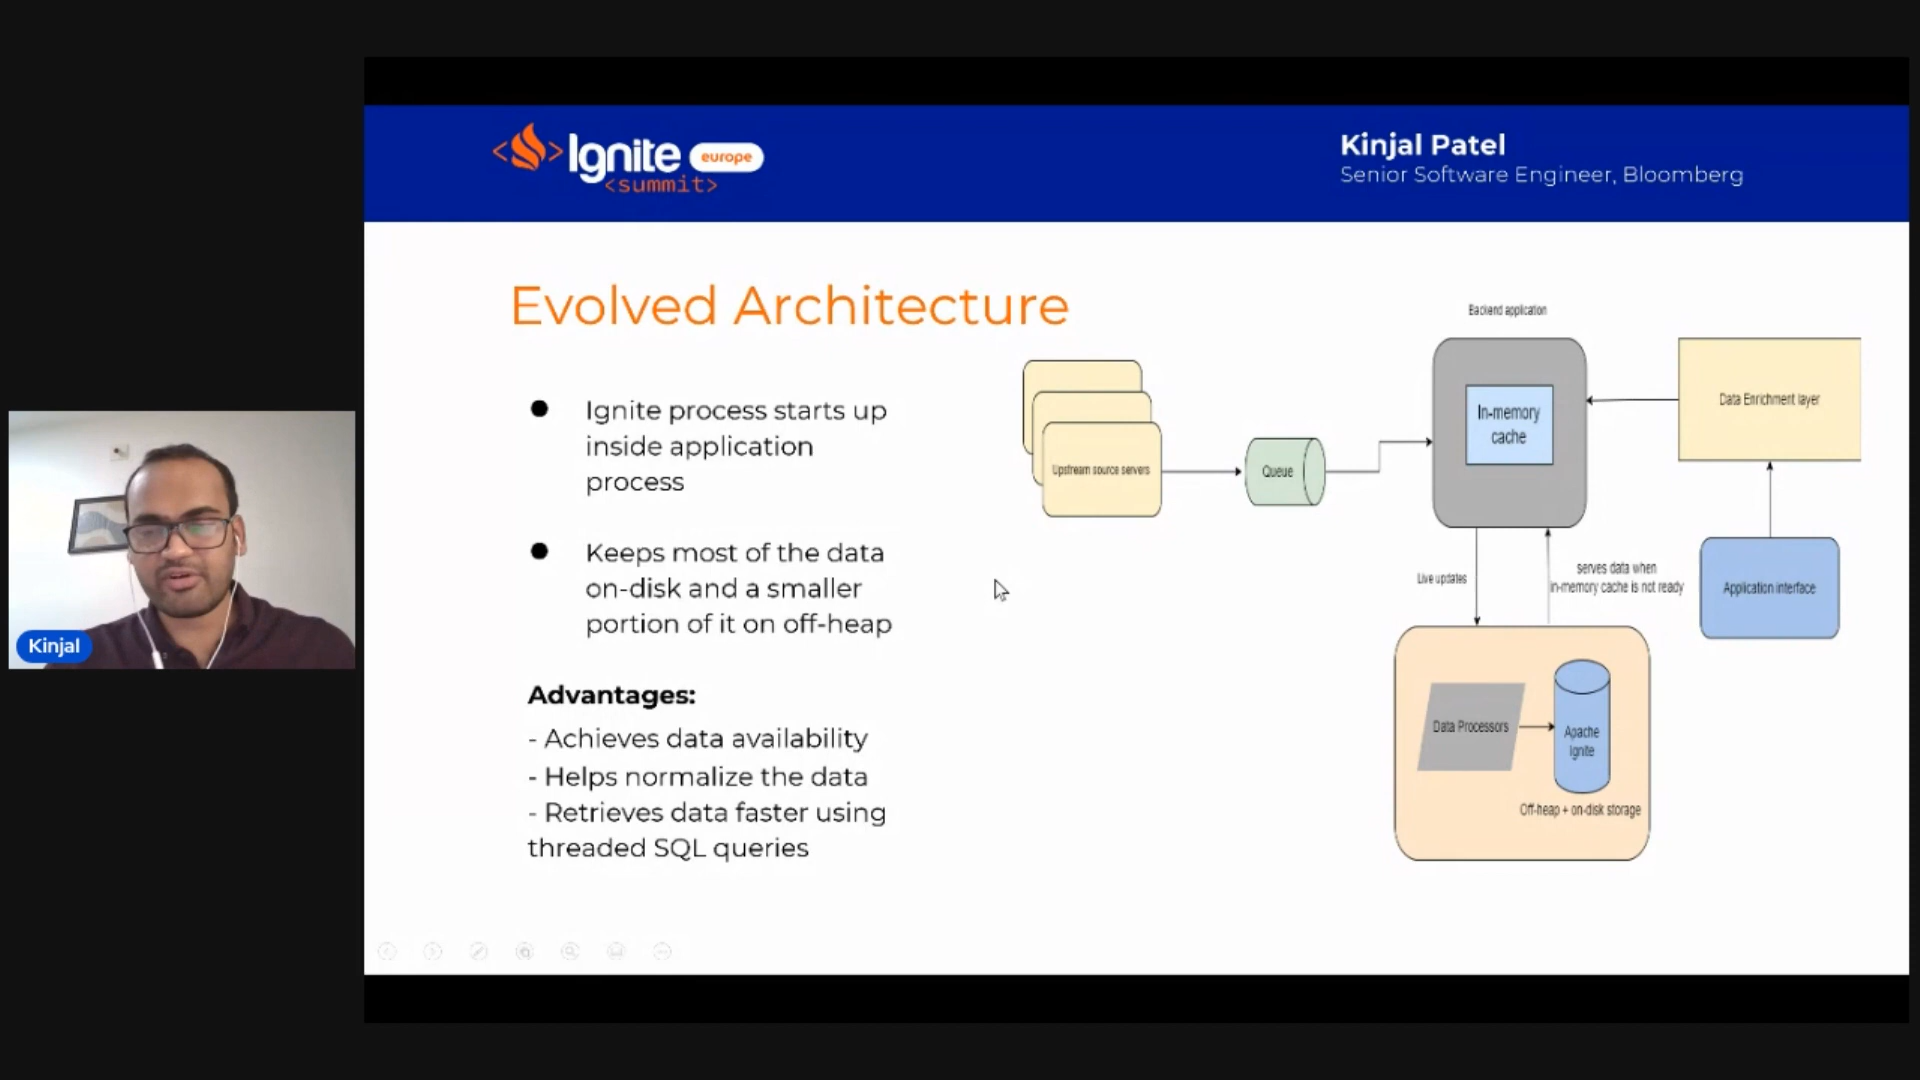 Ignite europe
<summit>
Kinjal Patel
Senior Software Engineer, Bloomberg
Evolved Architecture
● Ignite process starts up
inside application
process
● Keeps most of the data
on-disk and a smaller
portion of it on off-heap
Advantages:
- Achieves data availability
- Helps normalize the data
- Retrieves data faster using
threaded SQL queries
Backend application
In-memory
cache
Data Enrichment layer
Upstream source servers
Queue
Live updates
serves data when
in-memory cache is not ready
Application interface
Data Processors
Apache
Ignite
Off-heap + on-disk storage
Kinjal